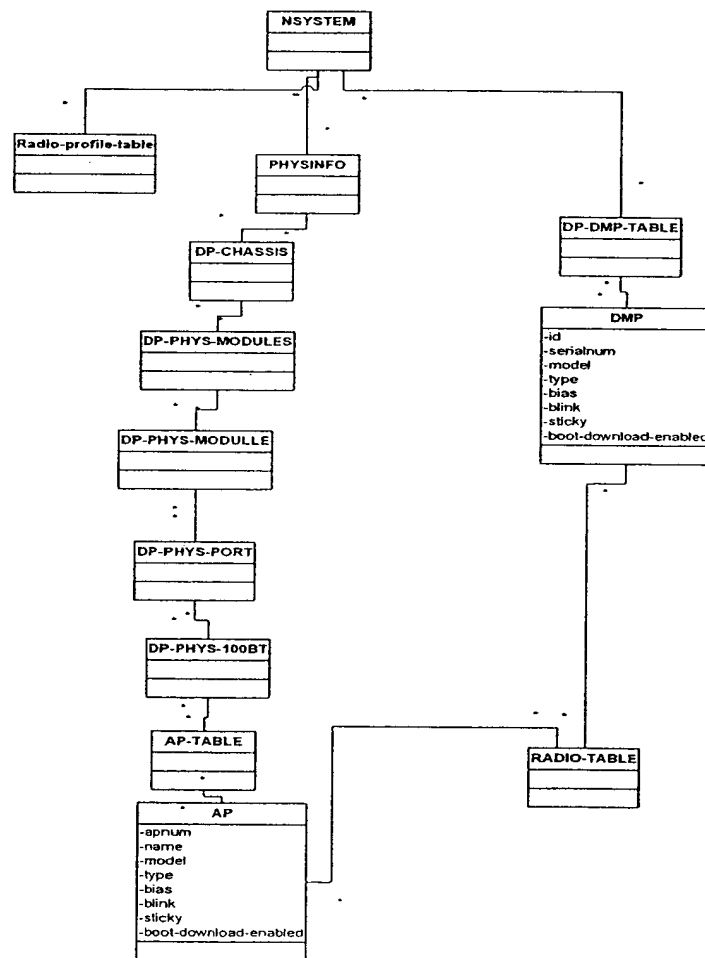 NSYSTEM
Radio-profile-table
PHYSINFO
DP-CHASSIS
DP-DMP-TABLE
DP-PHYS-MODULES
DMP
-id
-serialnum
-model
-type
-bias
-blink
-sticky
-boot-download-enabled
DP-PHYS-MODULLE
DP-PHYS-PORT
DP-PHYS-100BT
AP-TABLE
RADIO-TABLE
AP
-apnum
-name
-model
-type
-bias
-blink
-sticky
-boot-download-enabled